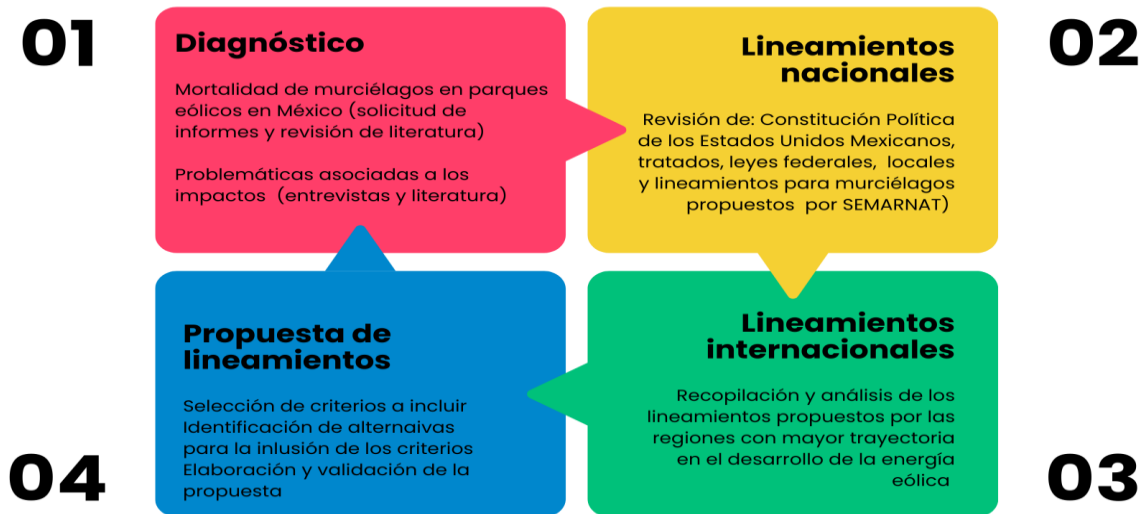 01
Diagnóstico
Mortalidad de murciélagos en parques
eólicos en México (solicitud de
informes y revisión de literatura)
Problemáticas asociadas a los
impactos (entrevistas y literatura)
Lineamientos
nacionales
Revisión de: Constitución Política
de los Estados Unidos Mexicanos,
tratados, leyes federales, locales
y lineamientos para murciélagos
propuestos por SEMARNAT)
02
Propuesta de
lineamientos
Selección de criterios a incluir
Identificación de alternaivas
para la inlusión de los criterios
Elaboración y validación de la
propuesta
04
Lineamientos
internacionales
Recopilación y análisis de los
lineamientos propuestos por las
regiones con mayor trayectoria
en el desarrollo de la energía
eólica
03